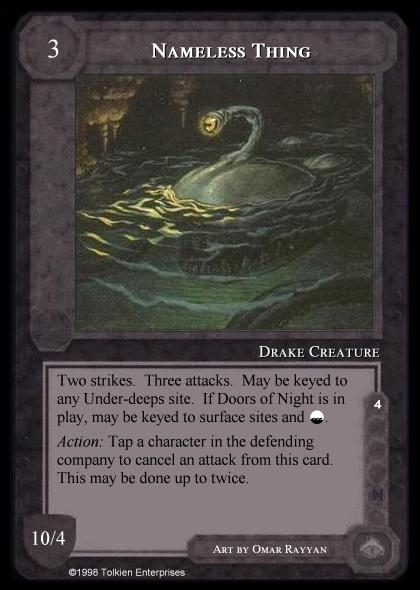 3
NAMELESS THING
DRAKE CREATURE
Two strikes. Three attacks. May be keyed to
any Under-deeps site. If Doors of Night is in
play, may be keyed to surface sites and .
Action: Tap a character in the defending
company to cancel an attack from this card.
This may be done up to twice.
4
10/4
ART BY OMAR RAYYAN
©1998 Tolkien Enterprises